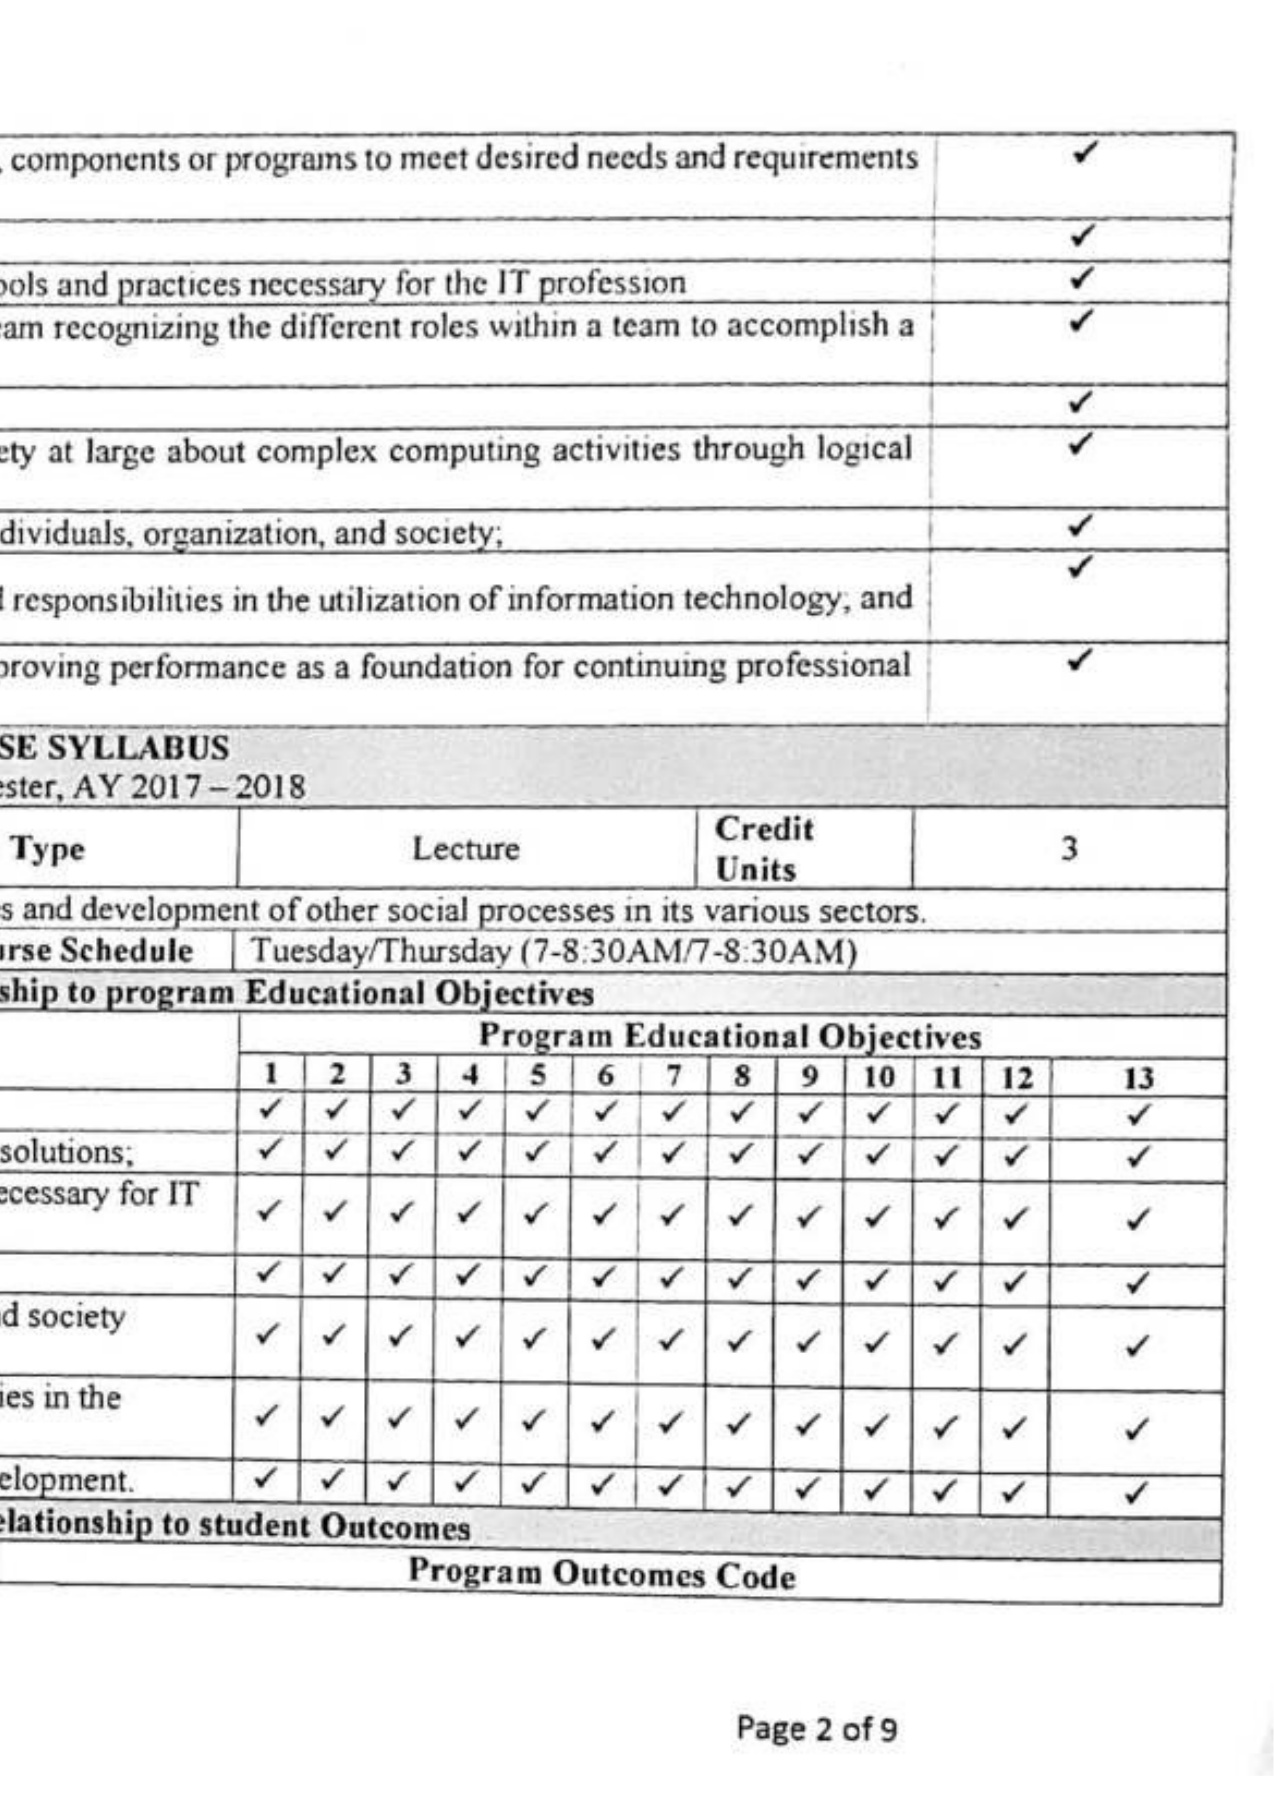 , components or programs to meet desired needs and requirements ✓
✓
ools and practices necessary for the IT profession ✓
eam recognizing the different roles within a team to accomplish a ✓
✓
ety at large about complex computing activities through logical ✓
dividuals, organization, and society; ✓
✓
responsibilities in the utilization of information technology; and
proving performance as a foundation for continuing professional ✓
SE SYLLABUS
ester, AY 2017 – 2018
Type Lecture Credit Units 3
s and development of other social processes in its various sectors.
urse Schedule Tuesday/Thursday (7-8:30AM/7-8:30AM)
ship to program Educational Objectives
Program Educational Objectives
1 2 3 4 5 6 7 8 9 10 11 12 13
✓ ✓ ✓ ✓ ✓ ✓ ✓ ✓ ✓ ✓ ✓ ✓ ✓
solutions; ✓ ✓ ✓ ✓ ✓ ✓ ✓ ✓ ✓ ✓ ✓ ✓ ✓
ecessary for IT ✓ ✓ ✓ ✓ ✓ ✓ ✓ ✓ ✓ ✓ ✓ ✓ ✓
✓ ✓ ✓ ✓ ✓ ✓ ✓ ✓ ✓ ✓ ✓ ✓ ✓
d society ✓ ✓ ✓ ✓ ✓ ✓ ✓ ✓ ✓ ✓ ✓ ✓ ✓
ies in the ✓ ✓ ✓ ✓ ✓ ✓ ✓ ✓ ✓ ✓ ✓ ✓ ✓
elopment. ✓ ✓ ✓ ✓ ✓ ✓ ✓ ✓ ✓ ✓ ✓ ✓ ✓
elationship to student Outcomes
Program Outcomes Code
Page 2 of 9